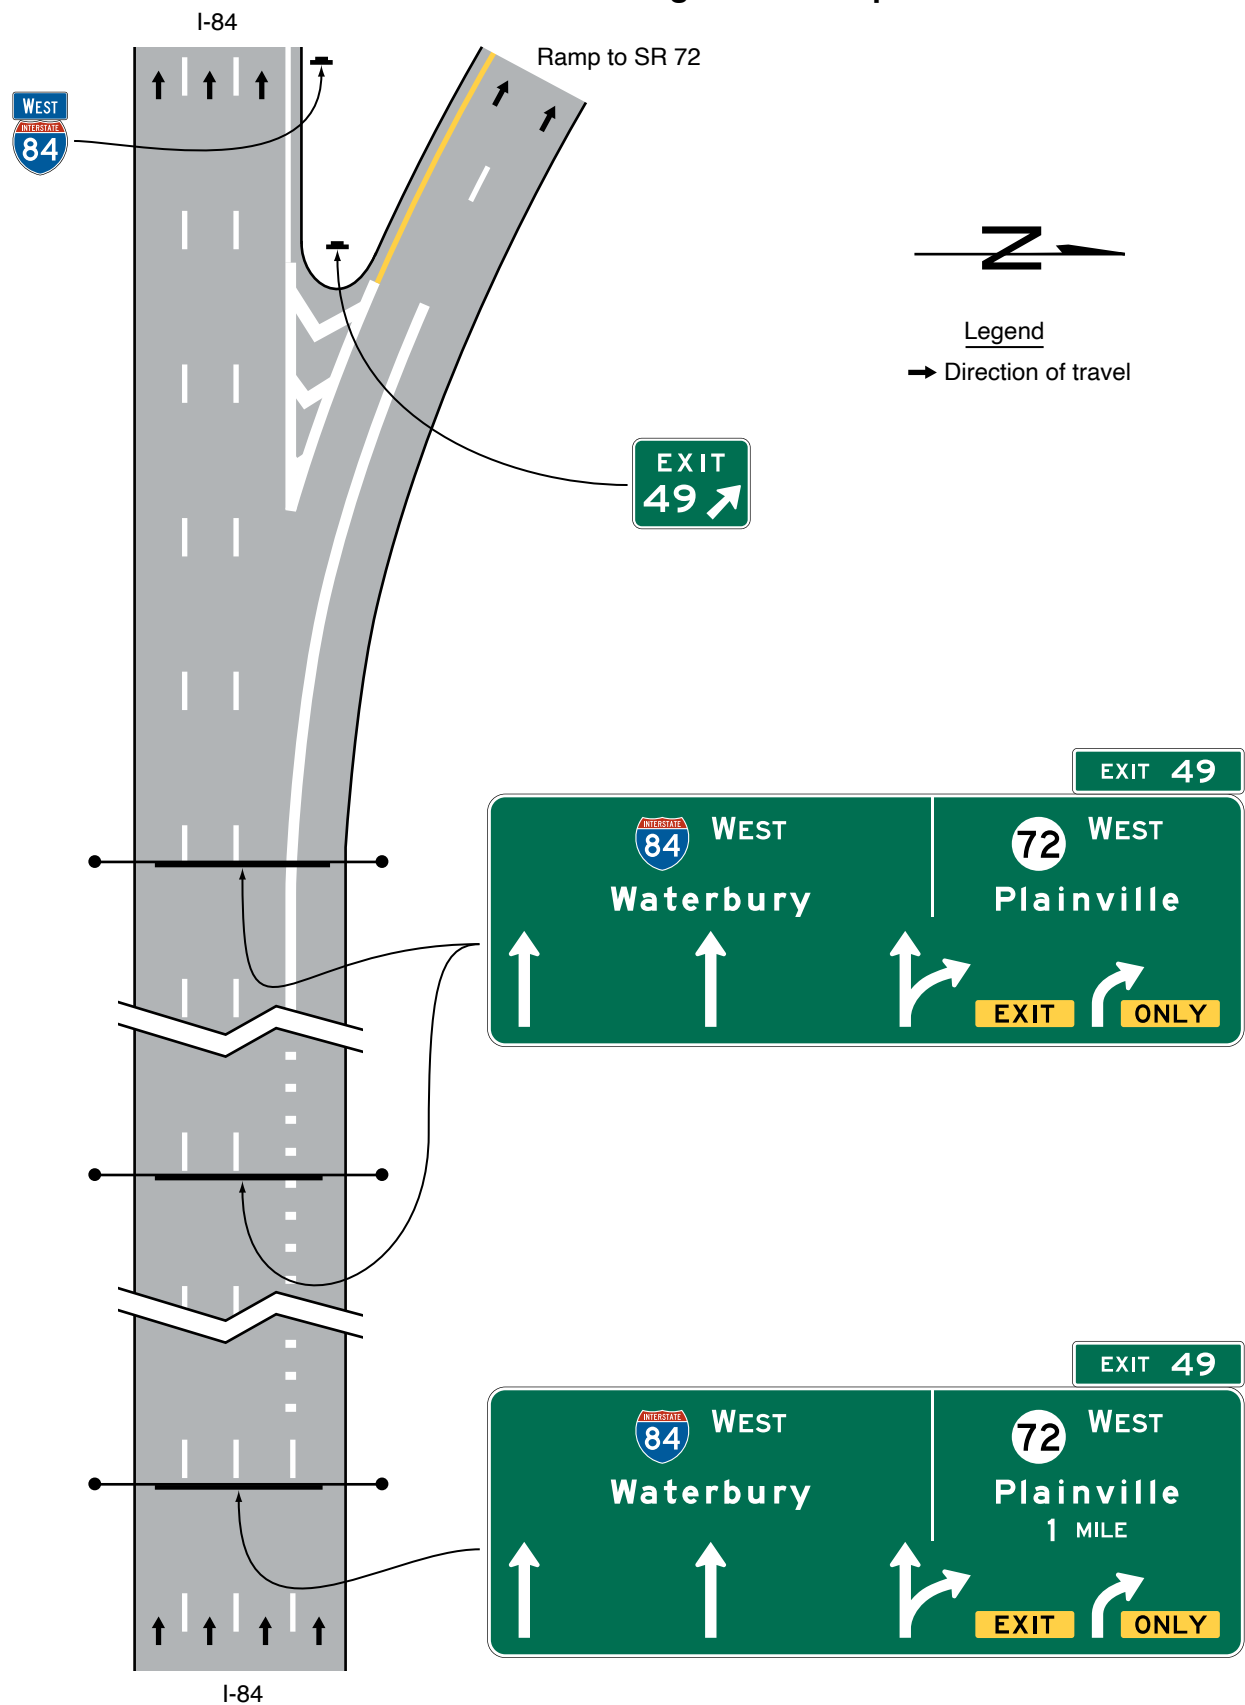 I-84
Ramp to SR 72
WEST
INTERSTATE
84
N
Legend
Direction of travel
EXIT
49
EXIT 49
INTERSTATE
84 WEST
72 WEST
Waterbury
Plainville
EXIT ONLY
EXIT 49
INTERSTATE
84 WEST
72 WEST
Waterbury
Plainville
1 MILE
EXIT ONLY
I-84